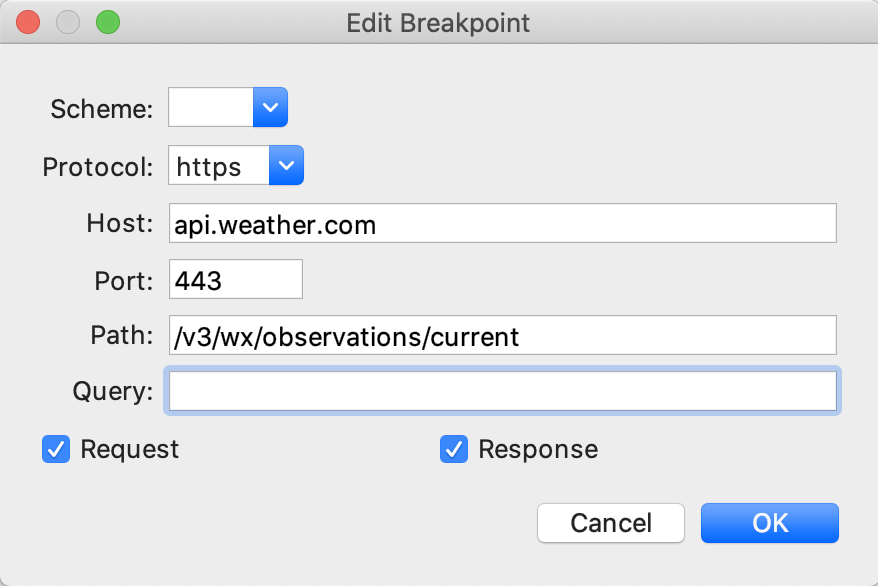 Edit Breakpoint
Scheme:
Protocol: https
Host: api.weather.com
Port: 443
Path: /v3/wx/observations/current
Query:
Request Response
Cancel OK